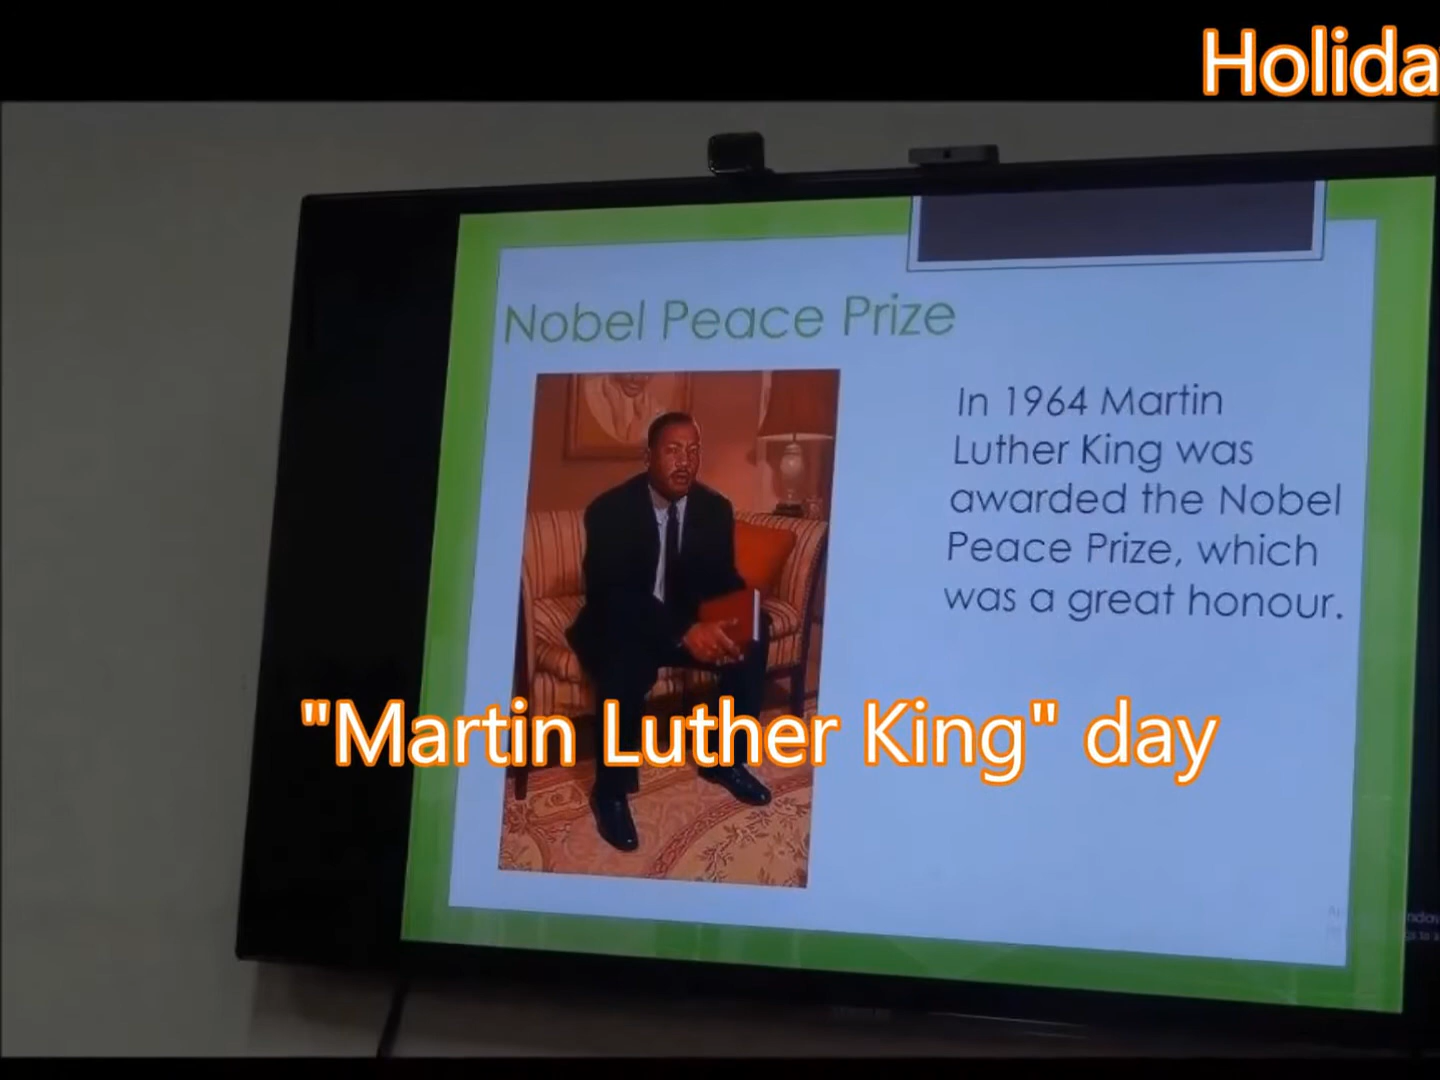 Holida
Nobel Peace Prize
In 1964 Martin
Luther King was
awarded the Nobel
Peace Prize, which
was a great honour.
"Martin Luther King" day